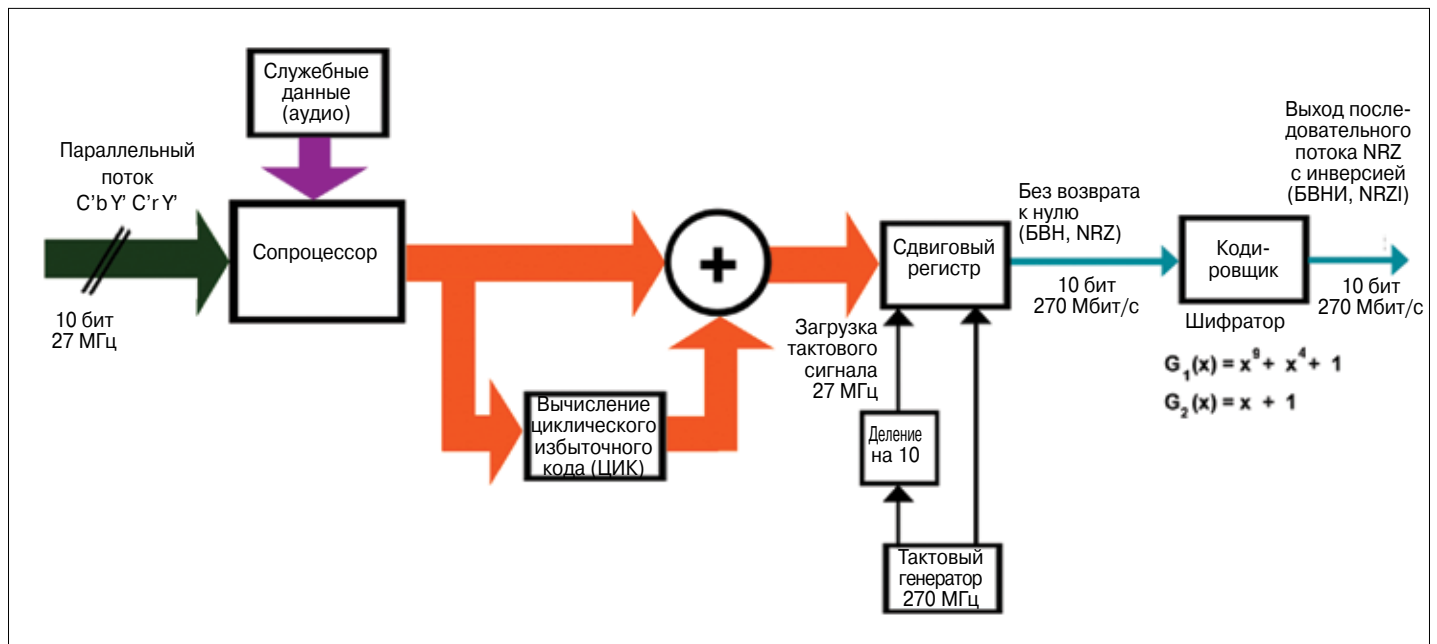 Служебные
данные
(аудио)
Параллельный
поток
C'b Y' C'r Y'
10 бит
27 МГц
Сопроцессор
+
Вычисление
циклического
избыточного
кода (ЦИК)
Загрузка
тактового
сигнала
27 МГц
Сдвиговый
регистр
Деление
на 10
Тактовый
генератор
270 МГц
Без возврата
к нулю
(БВН, NRZ)
10 бит
270 Мбит/с
Коди-
ровщик
Шифратор
G₁(x) = x⁹ + x⁴ + 1
G₂(x) = x + 1
Выход после-
довательного
потока NRZ
с инверсией
(БВНИ, NRZI)
10 бит
270 Мбит/с